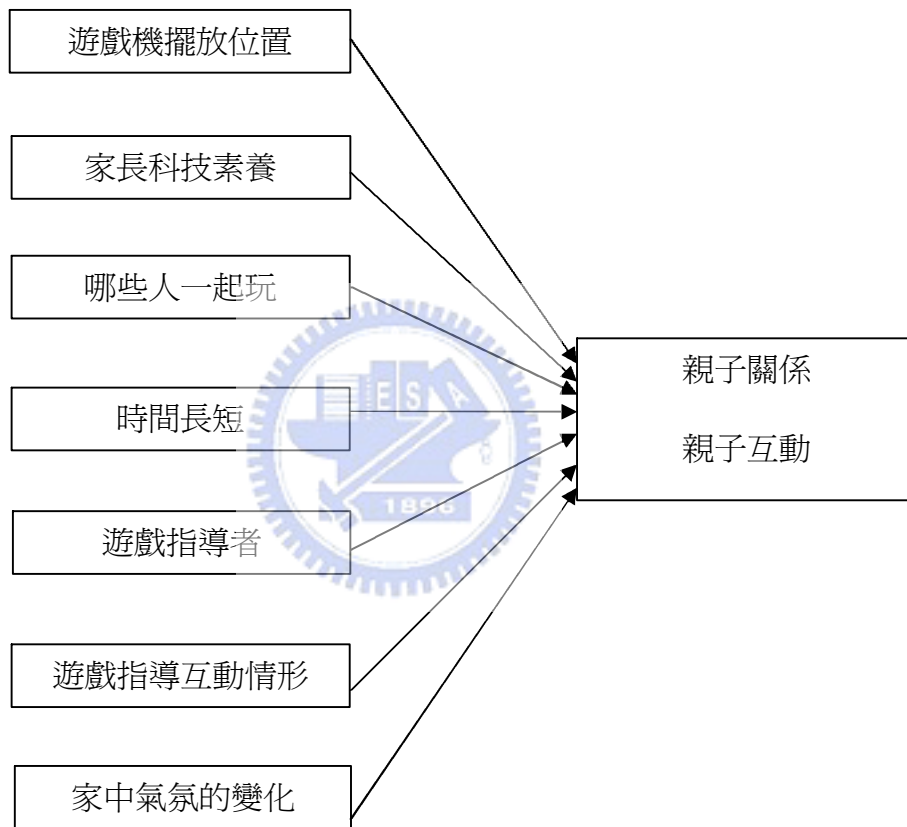 遊戲機擺放位置
家長科技素養
哪些人一起玩
時間長短
遊戲指導者
遊戲指導互動情形
家中氣氛的變化
親子關係
親子互動
E S A
1896